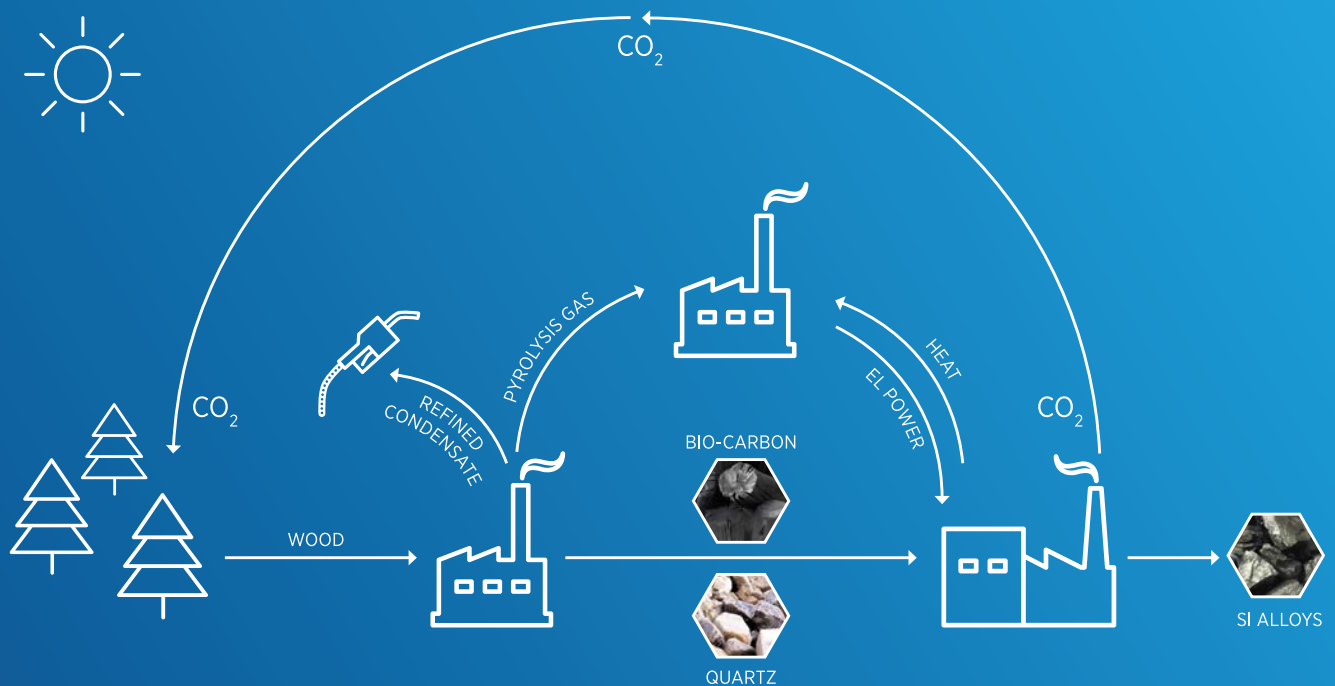 CO₂
PYROLYSIS GAS
HEAT
EL POWER
REFINED
CONDENSATE
CO₂
CO₂
BIO-CARBON
WOOD
SI ALLOYS
QUARTZ